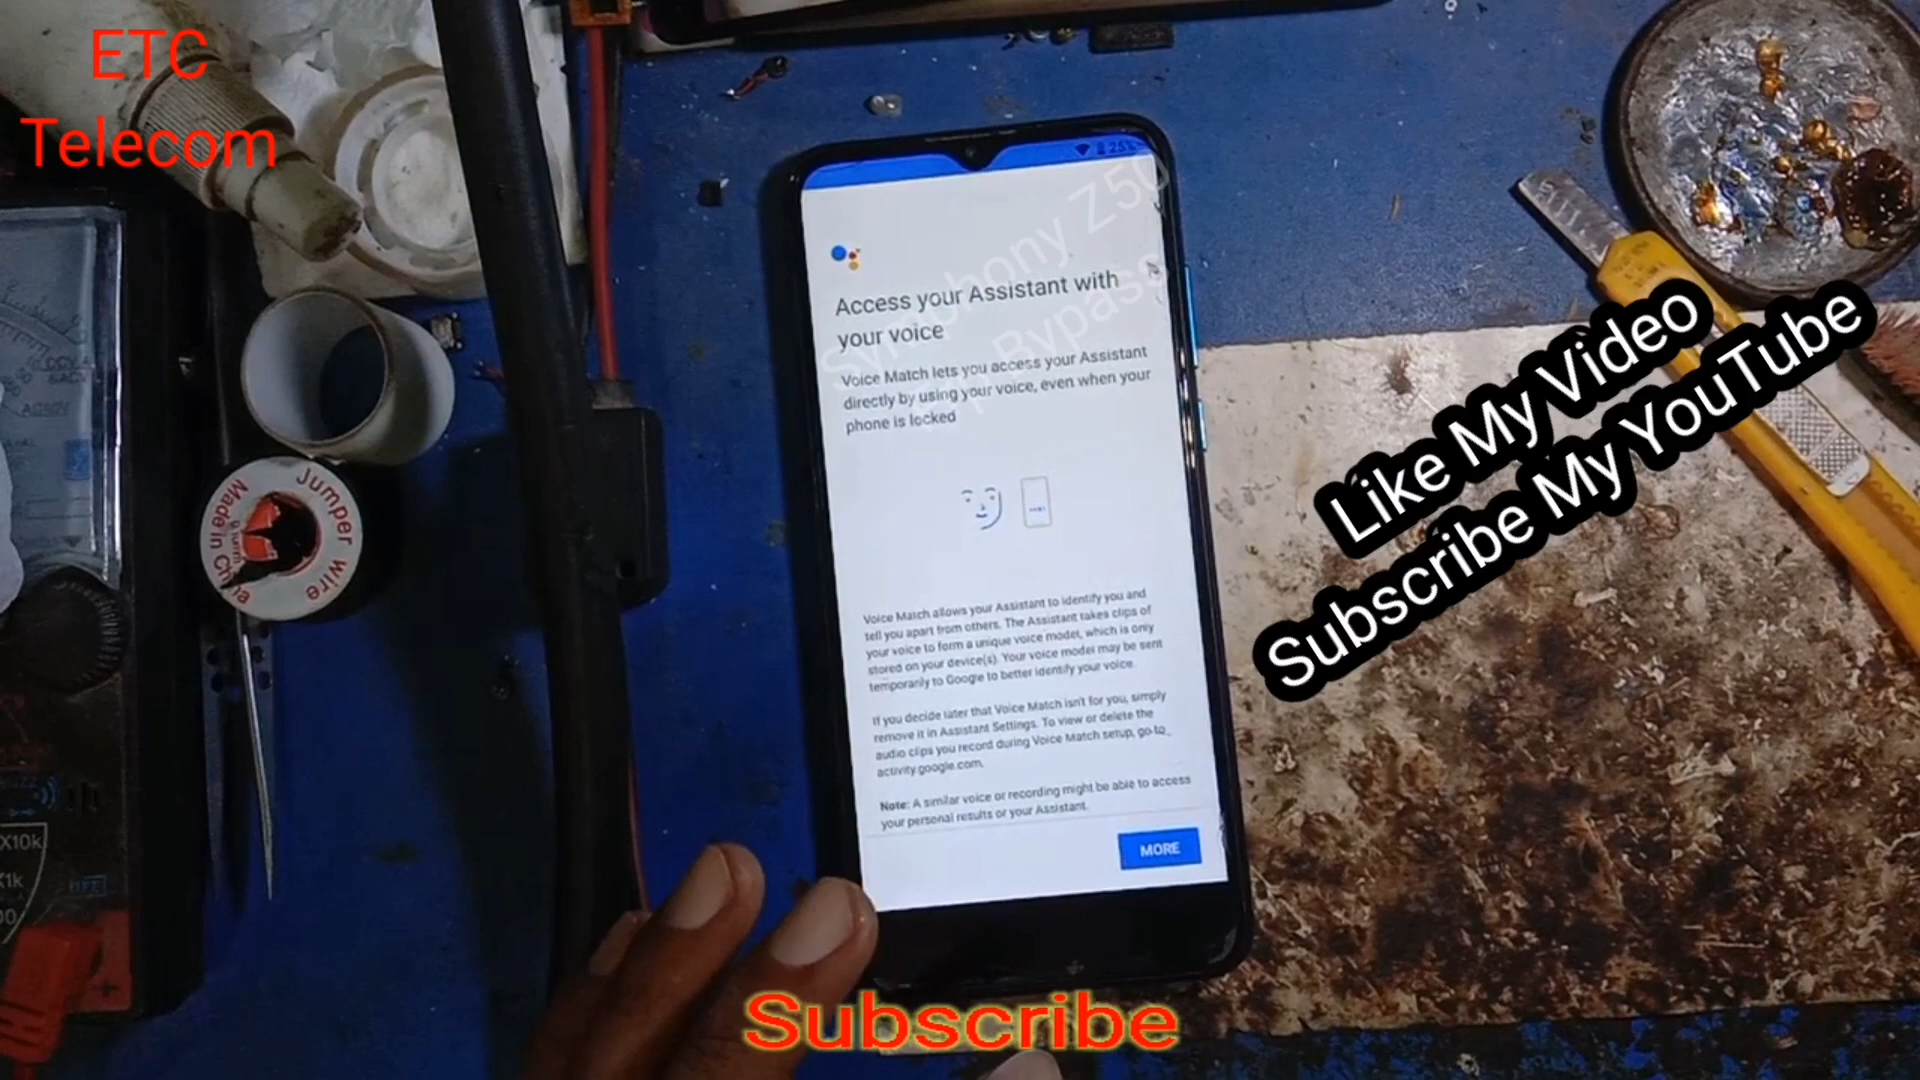 ETC
Telecom
25%
Symphony Z50
Bypass
Access your Assistant with
your voice
Voice Match lets you access your Assistant
directly by using your voice, even when your
phone is locked
Voice Match allows your Assistant to identify you and
tell you apart from others. The Assistant takes clips of
your voice to form a unique voice model, which is only
stored on your device(s). Your voice model may be sent
temporarily to Google to better identify your voice.
If you decide later that Voice Match isn't for you, simply
remove it in Assistant Settings. To view or delete the
audio clips you record during Voice Match setup, go to
activity.google.com.
Note: A similar voice or recording might be able to access
your personal results or your Assistant.
MORE
Like My Video
Subscribe My YouTube
Jumper Wire
Made in China
X10k
X1k
Subscribe